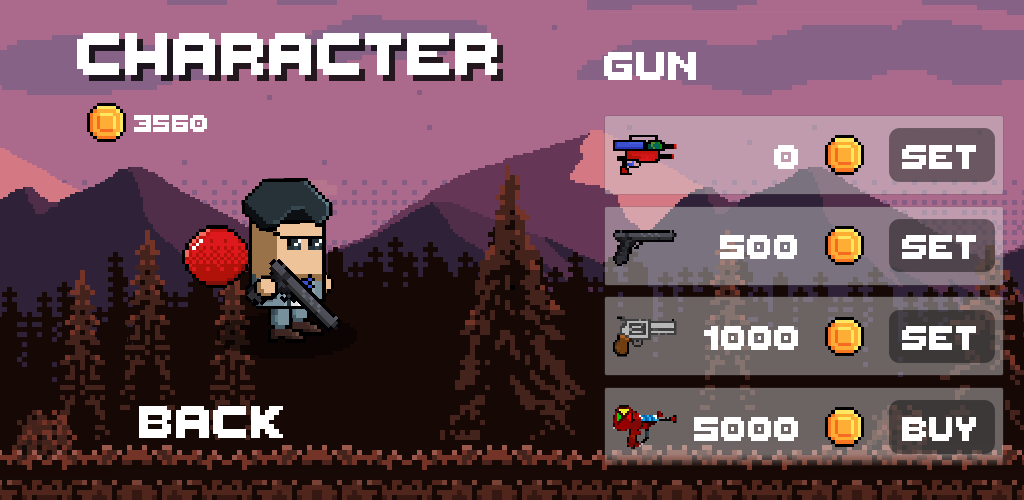 CHARACTER
3560
BACK
GUN
0 SET
500 SET
1000 SET
5000 BUY